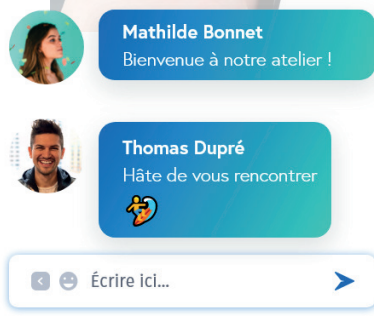 Mathilde Bonnet
Bienvenue à notre atelier !
Thomas Dupré
Hâte de vous rencontrer
Écrire ici...